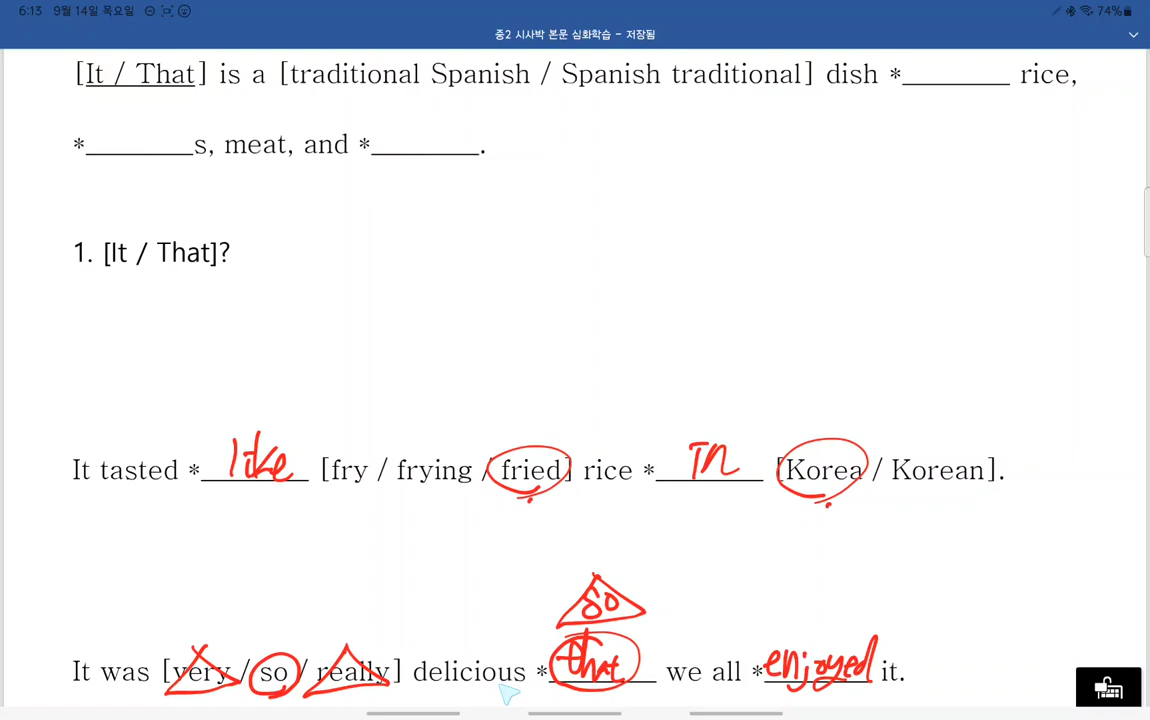 6:13 9월 14일 목요일 74%
중2 시사박 본문 심화학습 - 저장됨
[It / That] is a [traditional Spanish / Spanish traditional] dish *________ rice,
*________s, meat, and *________.
1. [It / That]?
It tasted * like [fry / frying / fried] rice * in [Korea / Korean].
so
It was [very / so / really] delicious * that we all * enjoyed it.